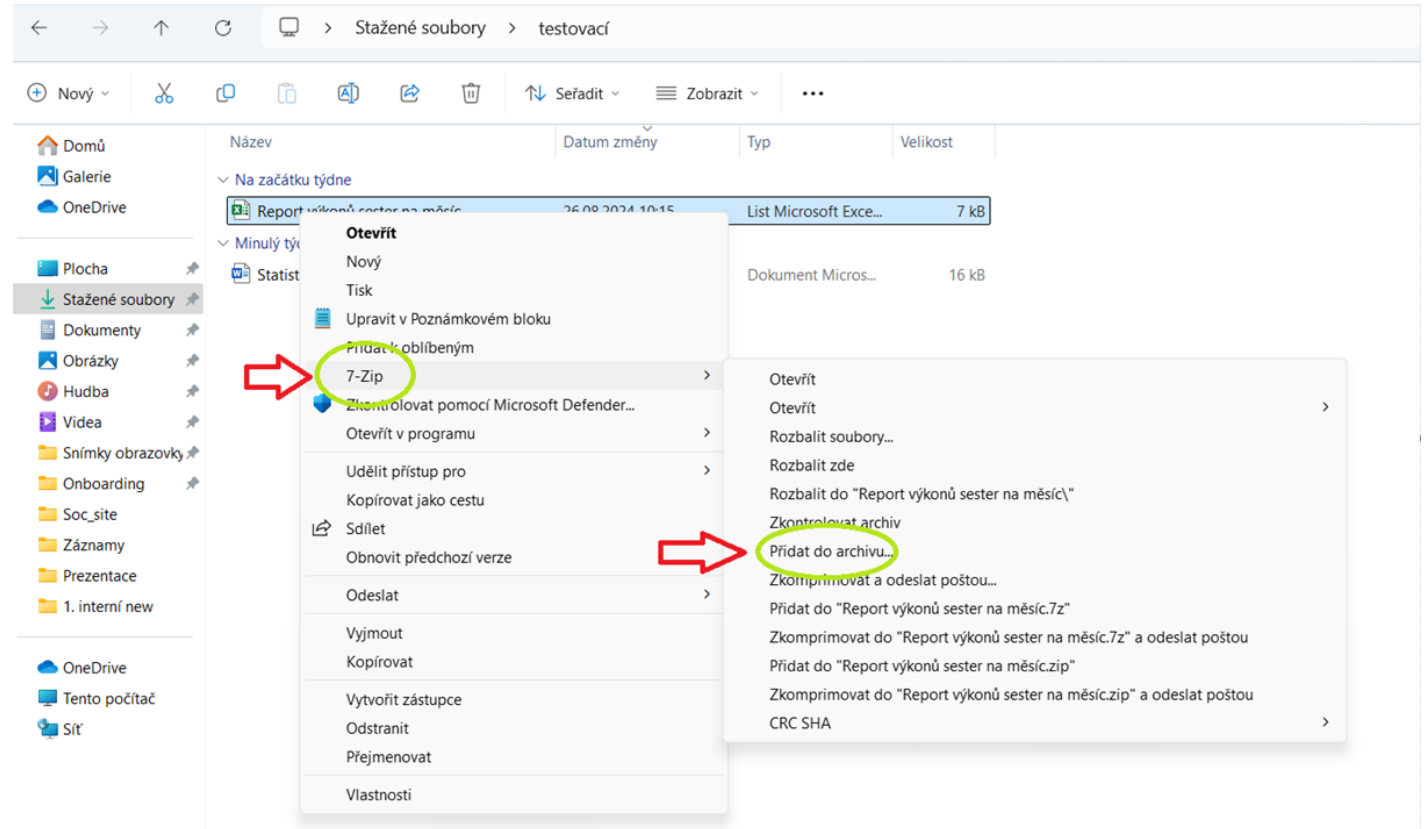 Stažené soubory > testovací
Nový
Seřadit
Zobrazit
Domů
Galerie
OneDrive
Plocha
Stažené soubory
Dokumenty
Obrázky
Hudba
Videa
Snímky obrazovky
Onboarding
Soc_site
Záznamy
Prezentace
1. interní new
OneDrive
Tento počítač
Síť
Název Datum změny Typ Velikost
Na začátku týdne
Report výkonů sester na měsíc 26.08.2024 10:15 List Microsoft Exce... 7 kB
Minulý týd
Statist Dokument Micros... 16 kB
Otevřít
Nový
Tisk
Upravit v Poznámkovém bloku
Přidat k oblíbeným
7-Zip
Zkontrolovat pomocí Microsoft Defender...
Otevřít v programu
Udělit přístup pro
Kopírovat jako cestu
Sdílet
Obnovit předchozí verze
Odeslat
Vyjmout
Kopírovat
Vytvořit zástupce
Odstranit
Přejmenovat
Vlastnosti
Otevřít
Otevřít
Rozbalit soubory...
Rozbalit zde
Rozbalit do "Report výkonů sester na měsíc\"
Zkontrolovat archiv
Přidat do archivu...
Zkomprimovat a odeslat poštou...
Přidat do "Report výkonů sester na měsíc.7z"
Zkomprimovat do "Report výkonů sester na měsíc.7z" a odeslat poštou
Přidat do "Report výkonů sester na měsíc.zip"
Zkomprimovat do "Report výkonů sester na měsíc.zip" a odeslat poštou
CRC SHA